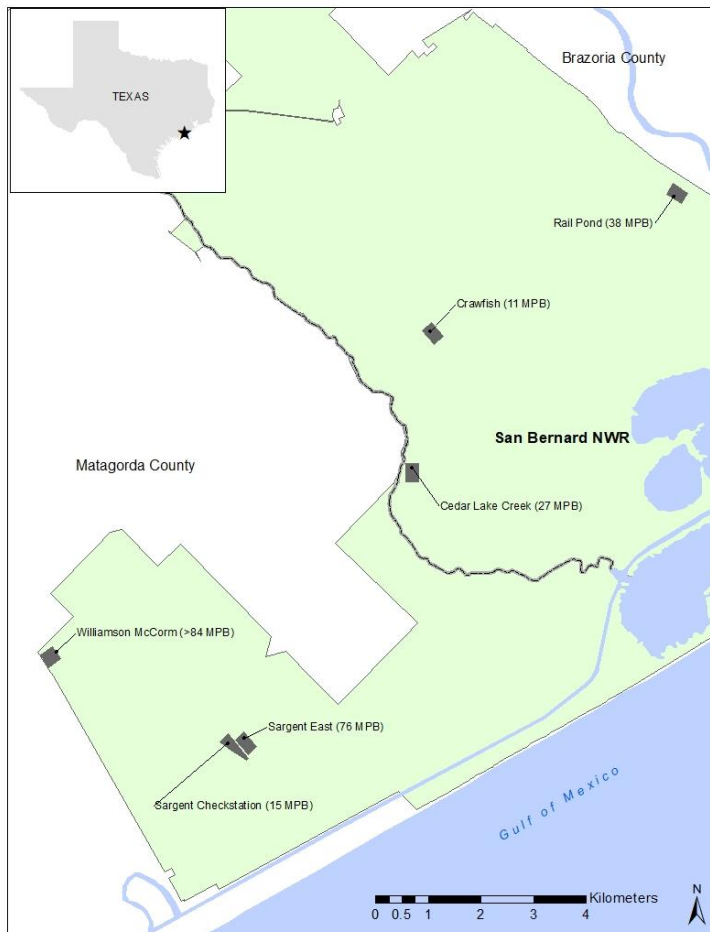 Brazoria County
TEXAS
Rail Pond (38 MPB)
Crawfish (11 MPB)
San Bernard NWR
Matagorda County
Cedar Lake Creek (27 MPB)
Williamson McCorm (>84 MPB)
Sargent East (76 MPB)
Sargent Checkstation (15 MPB)
Gulf of Mexico
Kilometers
0 0.5 1 2 3 4
N